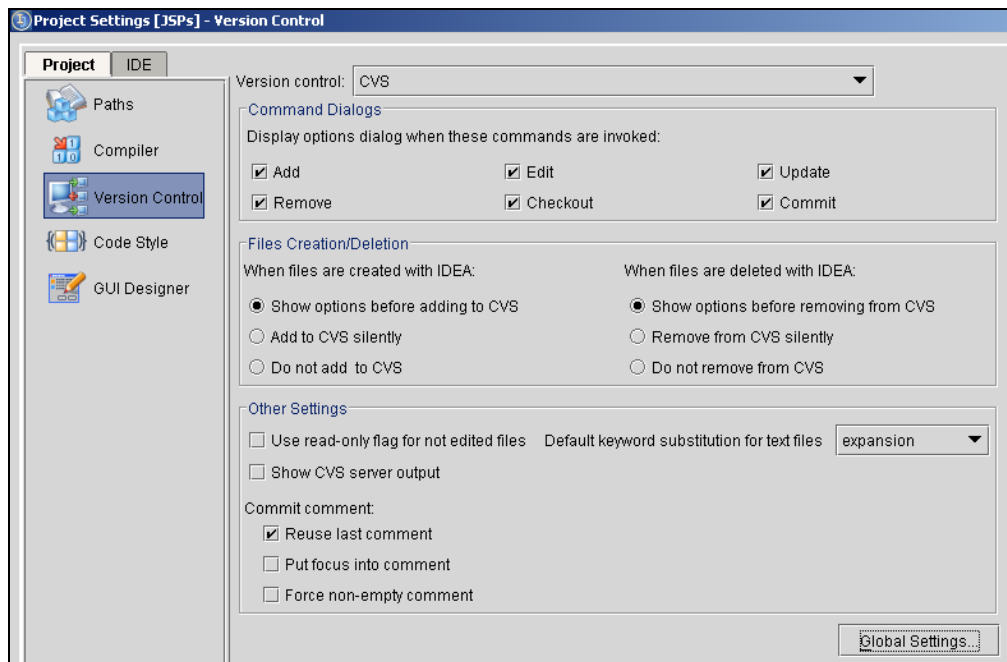 Project Settings [JSPs] - Version Control
Project IDE
Paths
Compiler
Version Control
Code Style
GUI Designer
Version control: CVS
Command Dialogs
Display options dialog when these commands are invoked:
Add Edit Update
Remove Checkout Commit
Files Creation/Deletion
When files are created with IDEA: When files are deleted with IDEA:
Show options before adding to CVS Show options before removing from CVS
Add to CVS silently Remove from CVS silently
Do not add to CVS Do not remove from CVS
Other Settings
Use read-only flag for not edited files Default keyword substitution for text files expansion
Show CVS server output
Commit comment:
Reuse last comment
Put focus into comment
Force non-empty comment
Global Settings...